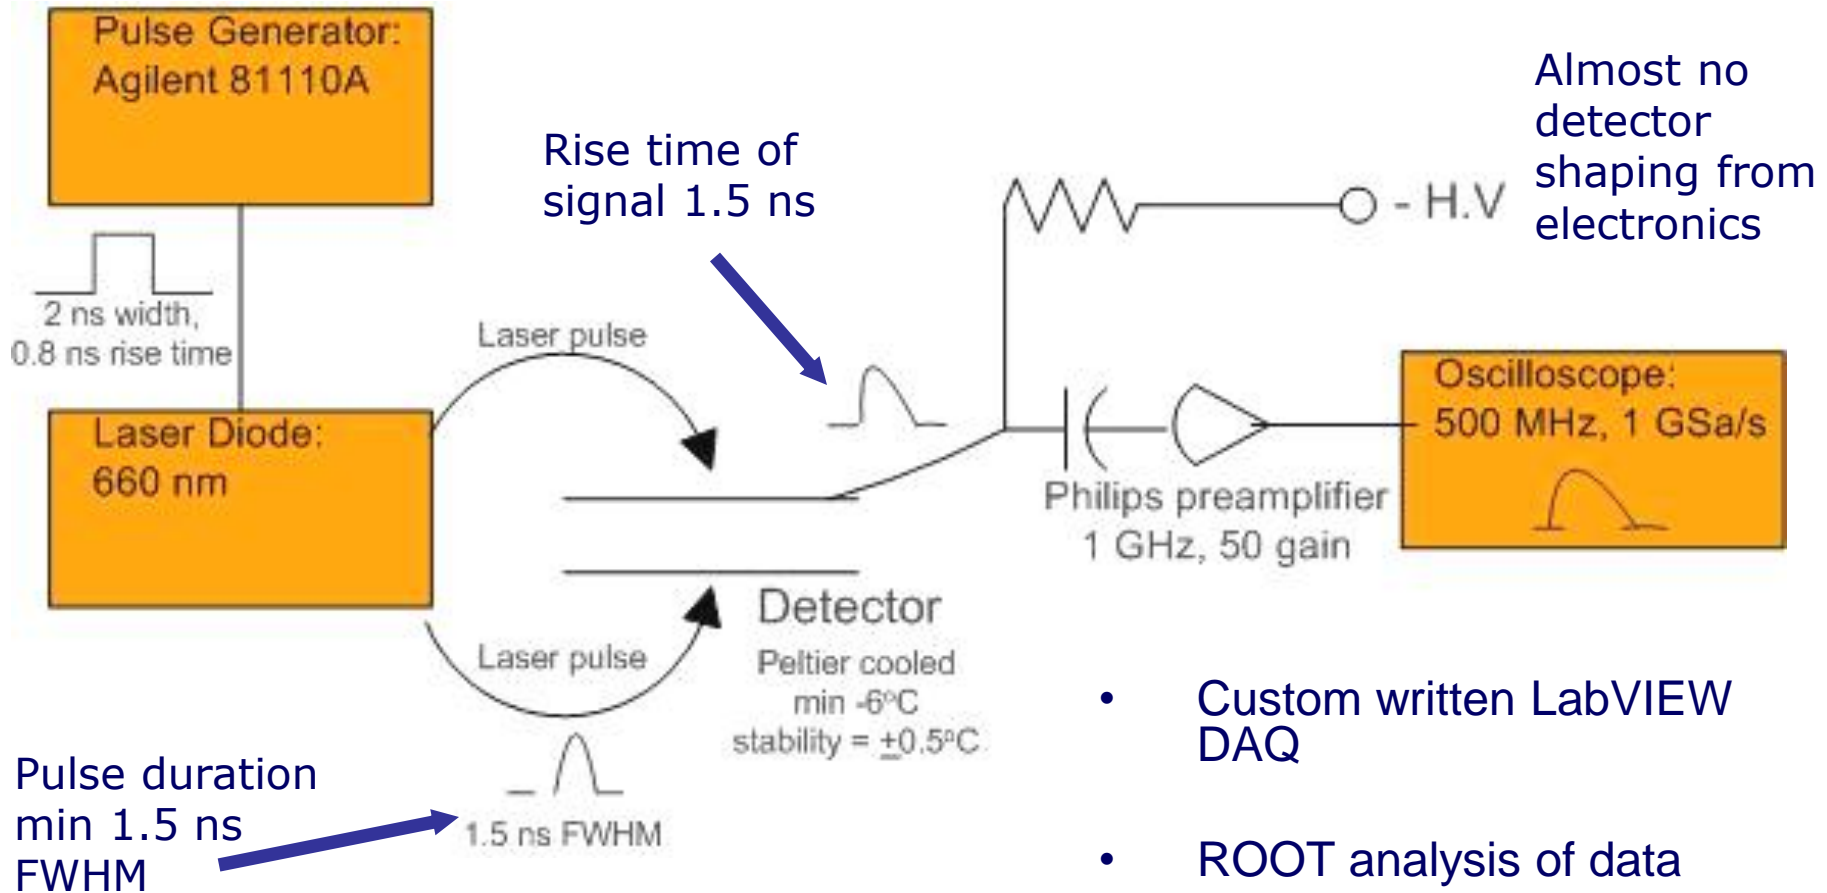 Pulse Generator:
Agilent 81110A
Almost no
detector
shaping from
electronics
Rise time of
signal 1.5 ns
- H.V
2 ns width,
0.8 ns rise time
Laser pulse
Laser Diode:
660 nm
Oscilloscope:
500 MHz, 1 GSa/s
Philips preamplifier
1 GHz, 50 gain
Detector
Peltier cooled
min -6°C
stability = ±0.5°C
Laser pulse
Pulse duration
min 1.5 ns
FWHM
1.5 ns FWHM
• Custom written LabVIEW
DAQ
• ROOT analysis of data